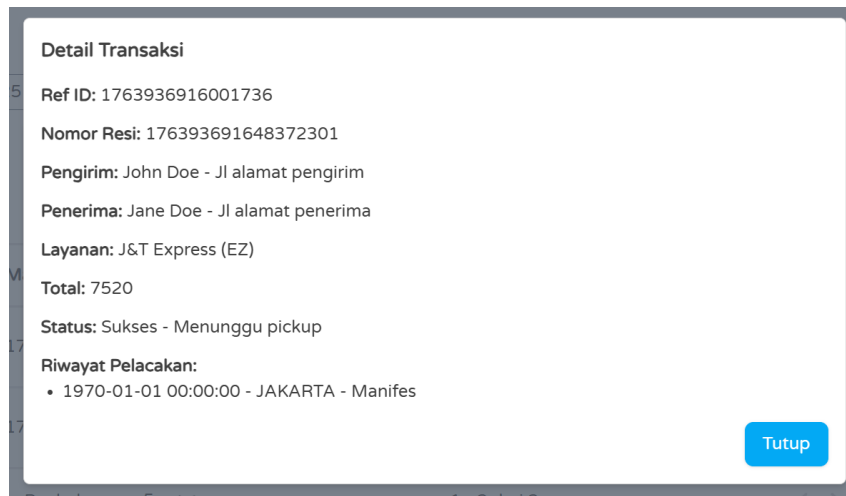 Detail Transaksi
Ref ID: 1763936916001736
Nomor Resi: 176393691648372301
Pengirim: John Doe - Jl alamat pengirim
Penerima: Jane Doe - Jl alamat penerima
Layanan: J&T Express (EZ)
Total: 7520
Status: Sukses - Menunggu pickup
Riwayat Pelacakan:
• 1970-01-01 00:00:00 - JAKARTA - Manifes
Tutup